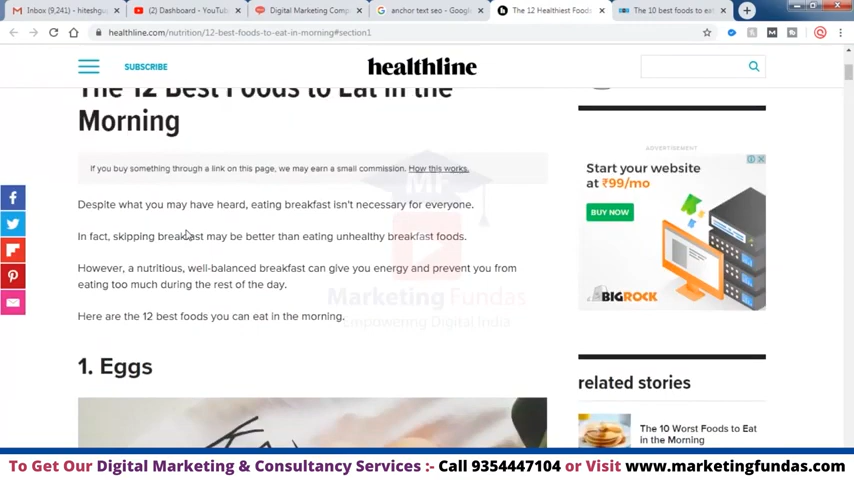 Inbox (9,241) - hiteshgu
(2) Dashboard - YouTub
Digital Marketing Comp
anchor text seo - Google
The 12 Healthiest Foods
The 10 best foods to eat
healthline.com/nutrition/12-best-foods-to-eat-in-morning#section1
SUBSCRIBE
healthline
The 12 Best Foods to Eat in the
Morning
If you buy something through a link on this page, we may earn a small commission. How this works.
Despite what you may have heard, eating breakfast isn't necessary for everyone.
In fact, skipping breakfast may be better than eating unhealthy breakfast foods.
However, a nutritious, well-balanced breakfast can give you energy and prevent you from
eating too much during the rest of the day.
Here are the 12 best foods you can eat in the morning.
1. Eggs
ADVERTISEMENT
Start your website
at ₹99/mo
BUY NOW
BIGROCK
related stories
The 10 Worst Foods to Eat
in the Morning
MF
Marketing Fundas
Empowering Digital India
To Get Our Digital Marketing & Consultancy Services :- Call 9354447104 or Visit www.marketingfundas.com